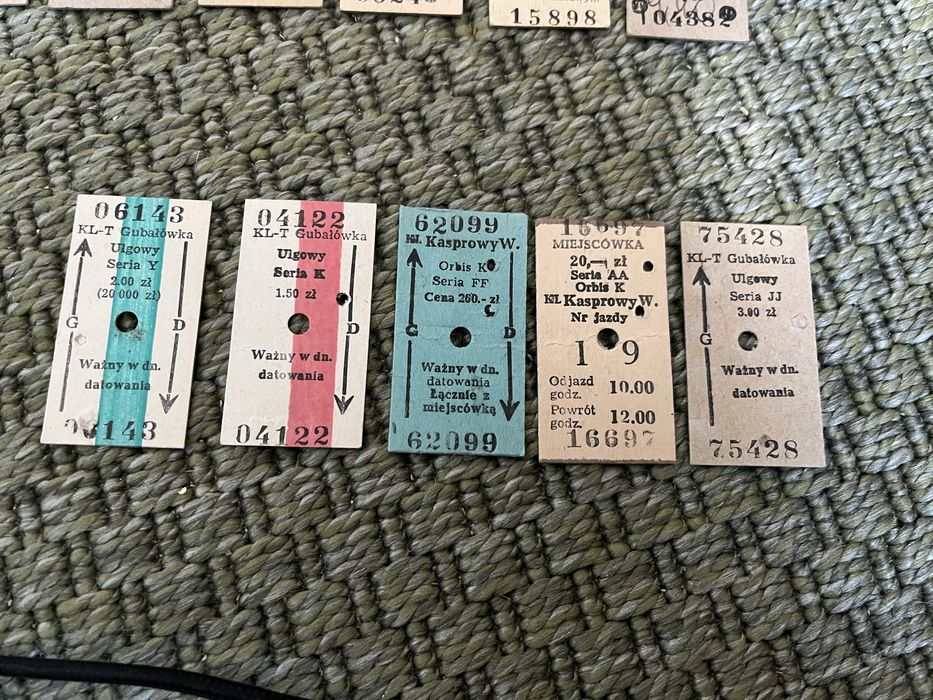 15898
104382
06143
KL-T Gubałówka
Ulgowy
Seria Y
2.00 zł
(20 000 zł)
G D
Ważny w dn.
datowania
06143
04122
KL-T Gubałówka
Ulgowy
Seria K
1.50 zł
D
Ważny w dn.
datowania
04122
62099
KL Kasprowy W.
Orbis K
Seria FF
Cena 260.- zł
G D
Ważny w dn.
datowania
Łącznie z
miejscówką
62099
16697
MIEJSCÓWKA
20,— zł
Seria AA
Orbis K
KL Kasprowy W.
Nr jazdy
1 9
Odjazd
godz. 10.00
Powrót
godz. 12.00
16697
75428
KL-T Gubałówka
Ulgowy
Seria JJ
3.00 zł
G
Ważny w dn.
datowania
75428